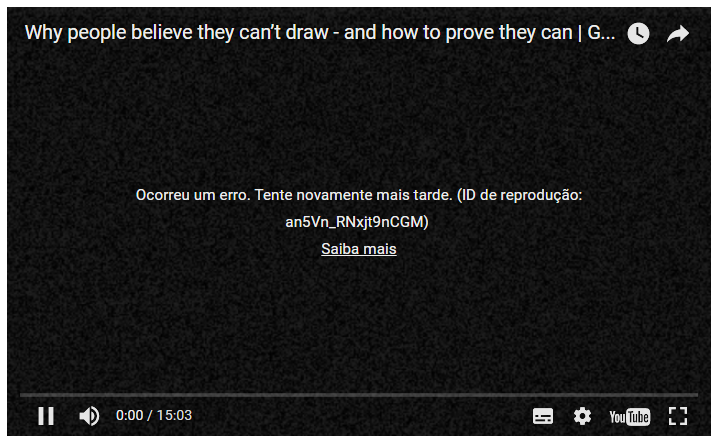 Why people believe they can’t draw - and how to prove they can | G...
Ocorreu um erro. Tente novamente mais tarde. (ID de reprodução:
an5Vn_RNxjt9nCGM)
Saiba mais
0:00 / 15:03
YouTube